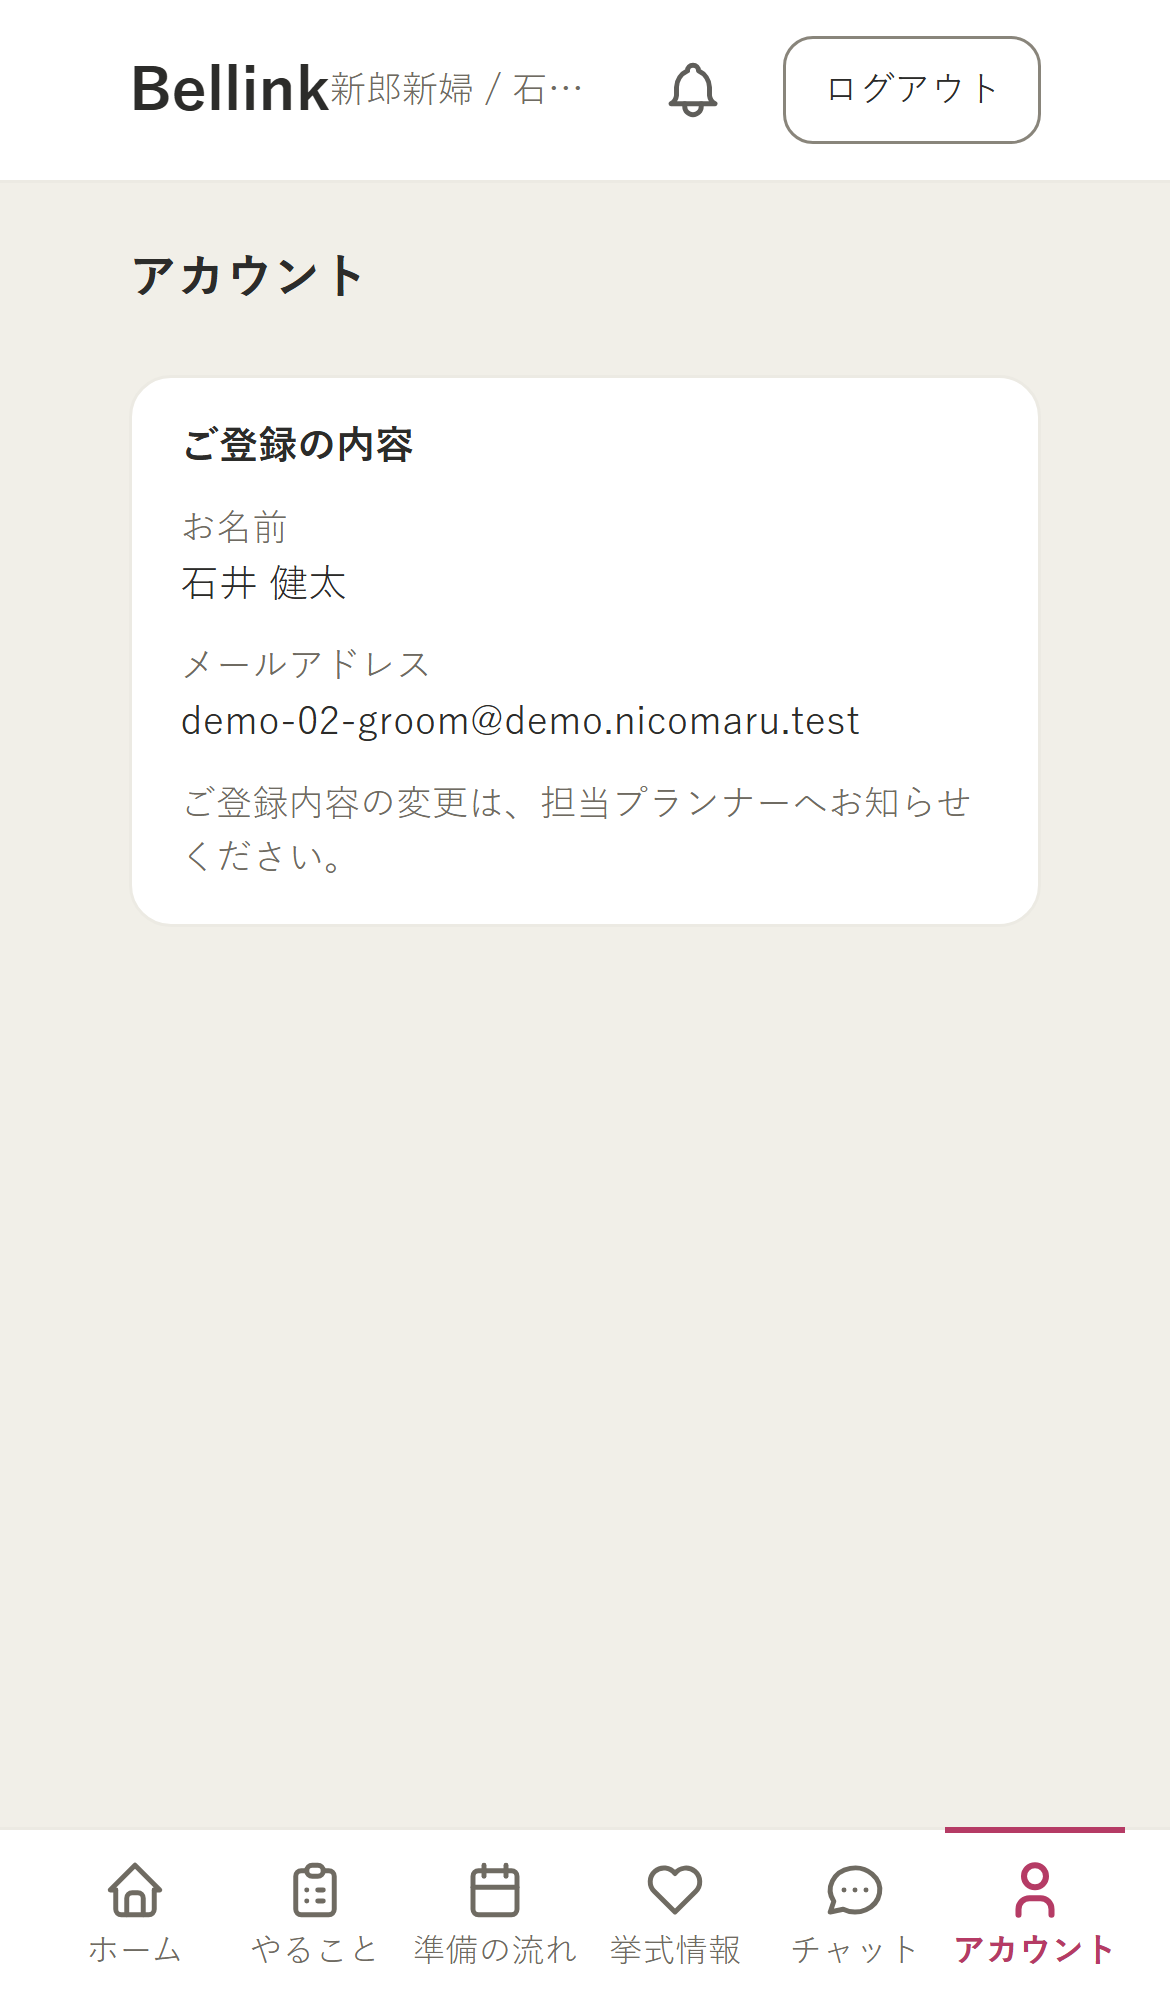 Bellink新郎新婦 / 石…
ログアウト
アカウント
ご登録の内容
お名前
石井 健太
メールアドレス
demo-02-groom@demo.nicomaru.test
ご登録内容の変更は、担当プランナーへお知らせ
ください。
ホーム
やること
準備の流れ
挙式情報
チャット
アカウント